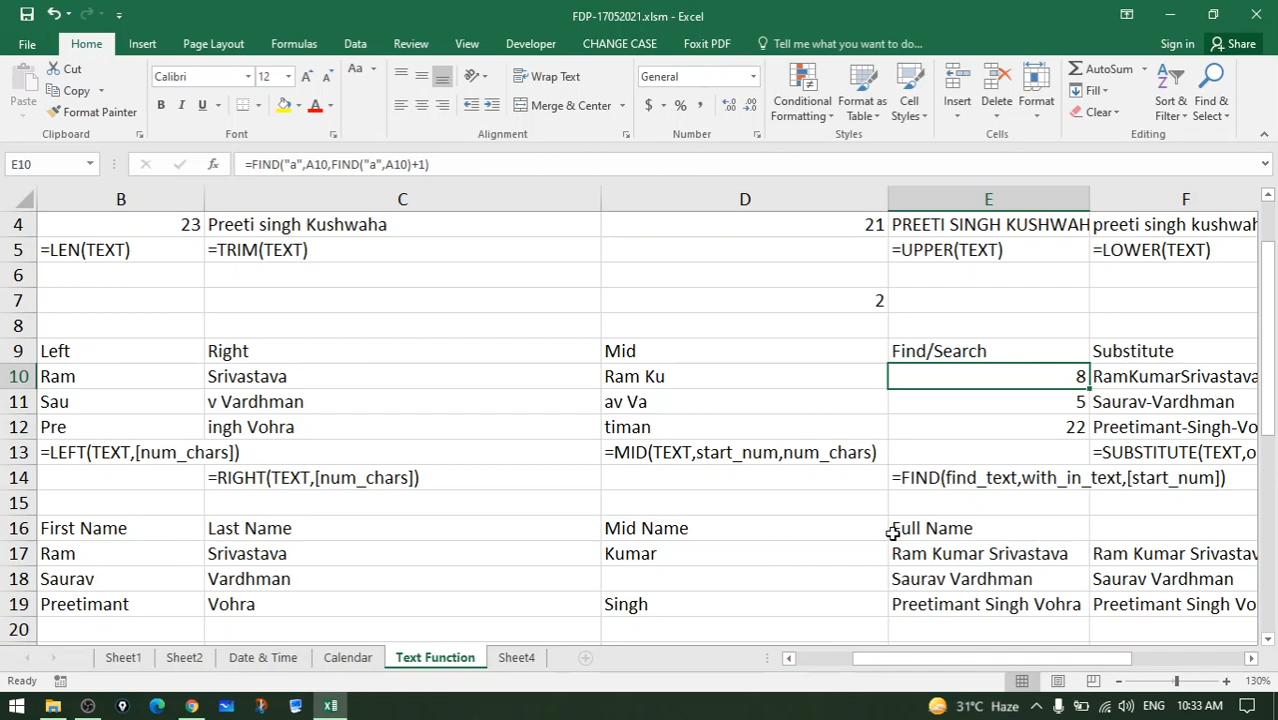 FDP-17052021.xlsm - Excel
File Home Insert Page Layout Formulas Data Review View Developer CHANGE CASE Foxit PDF Tell me what you want to do... Sign in Share
Paste
Cut
Copy
Format Painter
Clipboard
Calibri 12
B I U
Font
Aa
Wrap Text
Merge & Center
Alignment
General
$ % ,
Number
Conditional Formatting
Format as Table
Cell Styles
Styles
Insert Delete Format
Cells
AutoSum
Fill
Clear
Sort & Filter
Find & Select
Editing
E10 fx =FIND("a",A10,FIND("a",A10)+1)
B C D E F
4 23 Preeti singh Kushwaha 21 PREETI SINGH KUSHWAH preeti singh kushwah
5 =LEN(TEXT) =TRIM(TEXT) =UPPER(TEXT) =LOWER(TEXT)
6
7 2
8
9 Left Right Mid Find/Search Substitute
10 Ram Srivastava Ram Ku 8 RamKumarSrivastava
11 Sau v Vardhman av Va 5 Saurav-Vardhman
12 Pre ingh Vohra timan 22 Preetimant-Singh-Vo
13 =LEFT(TEXT,[num_chars]) =MID(TEXT,start_num,num_chars) =SUBSTITUTE(TEXT,o
14 =RIGHT(TEXT,[num_chars]) =FIND(find_text,with_in_text,[start_num])
15
16 First Name Last Name Mid Name Full Name
17 Ram Srivastava Kumar Ram Kumar Srivastava Ram Kumar Srivastav
18 Saurav Vardhman Saurav Vardhman Saurav Vardhman
19 Preetimant Vohra Singh Preetimant Singh Vohra Preetimant Singh Vo
20
Sheet1 Sheet2 Date & Time Calendar Text Function Sheet4
Ready 130%
31°C Haze ENG 10:33 AM